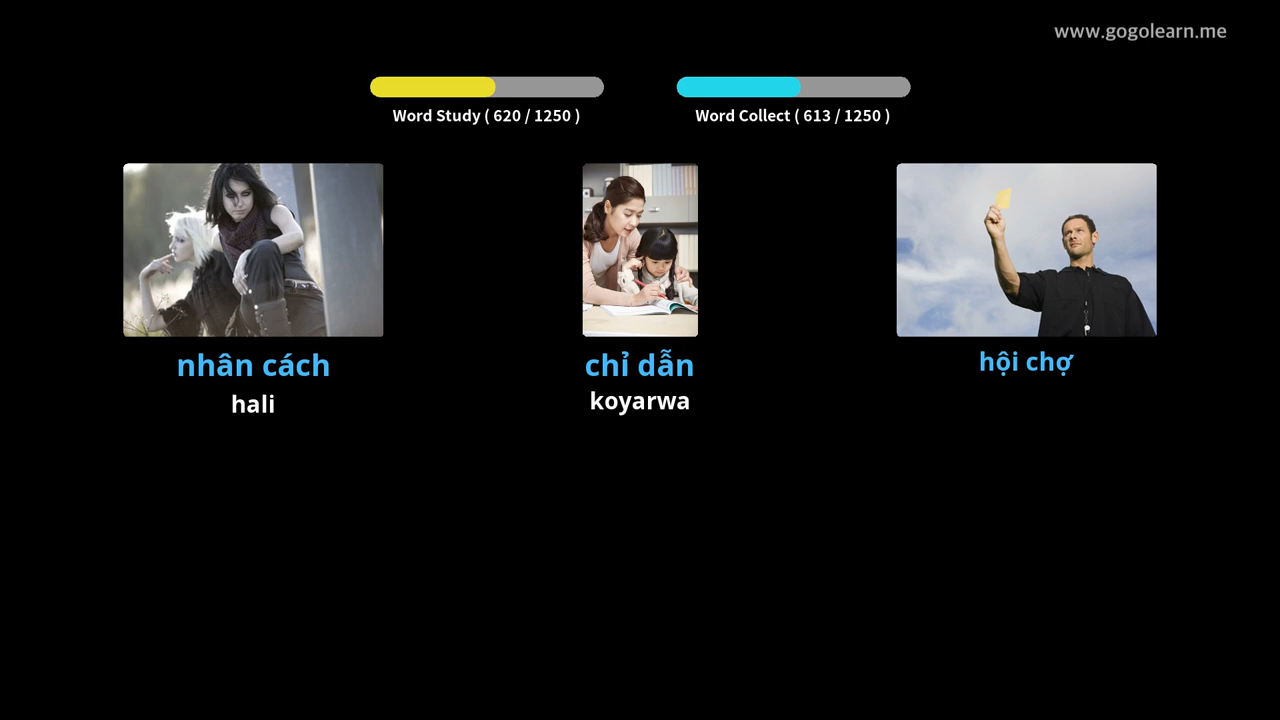 www.gogolearn.me
Word Study ( 620 / 1250 )
Word Collect ( 613 / 1250 )
nhân cách
hali
chỉ dẫn
koyarwa
hội chợ